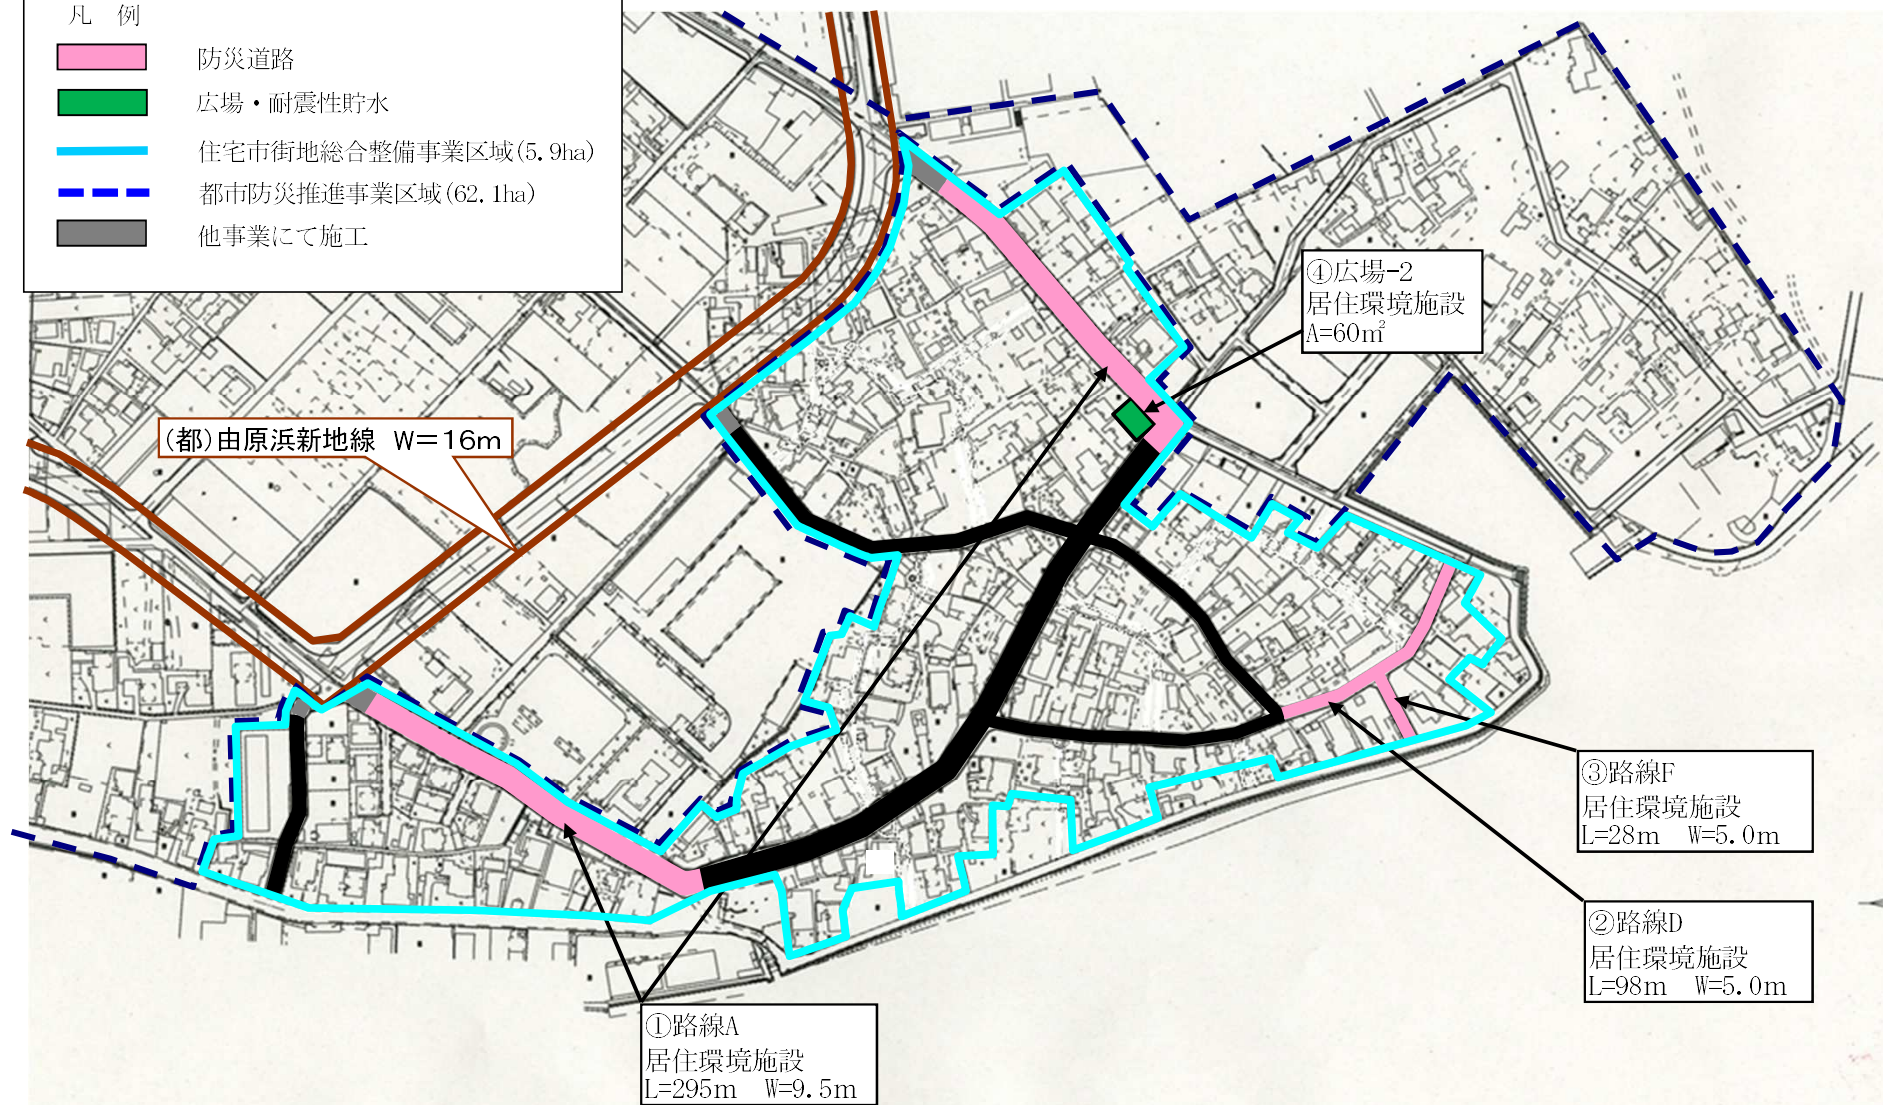 凡　例
防災道路
広場・耐震性貯水
住宅市街地総合整備事業区域(5.9ha)
都市防災推進事業区域(62.1ha)
他事業にて施工
④広場-2
居住環境施設
A=60㎡
(都)由原浜新地線　W＝16m
③路線F
居住環境施設
L=28m　W=5.0m
②路線D
居住環境施設
L=98m　W=5.0m
①路線A
居住環境施設
L=295m　W=9.5m